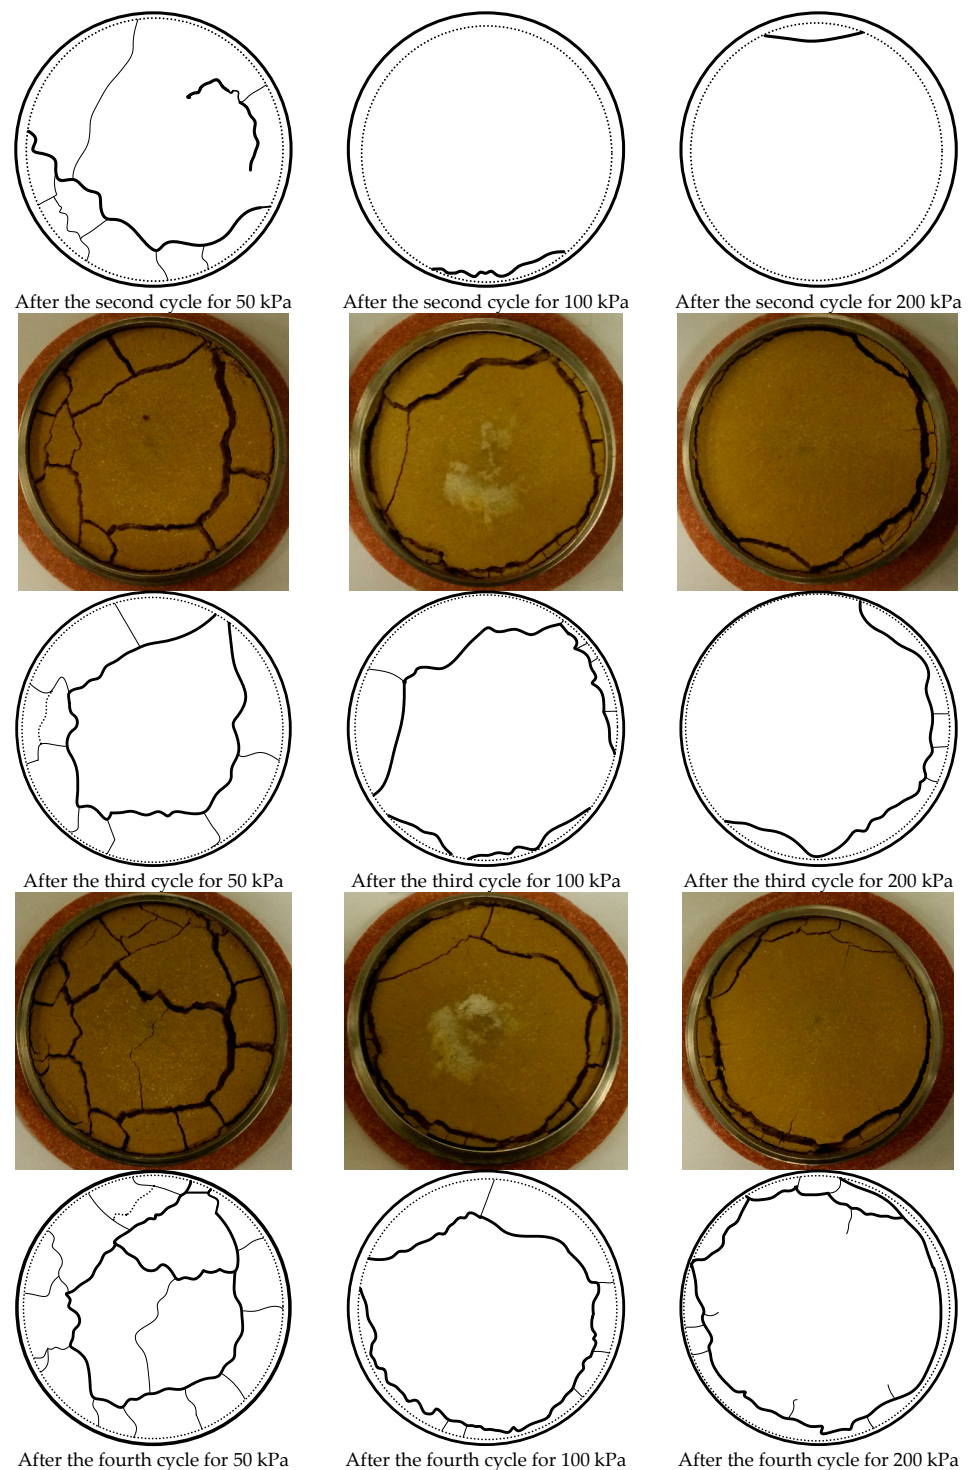 After the second cycle for 50 kPa
After the second cycle for 100 kPa
After the second cycle for 200 kPa
After the third cycle for 50 kPa
After the third cycle for 100 kPa
After the third cycle for 200 kPa
After the fourth cycle for 50 kPa
After the fourth cycle for 100 kPa
After the fourth cycle for 200 kPa